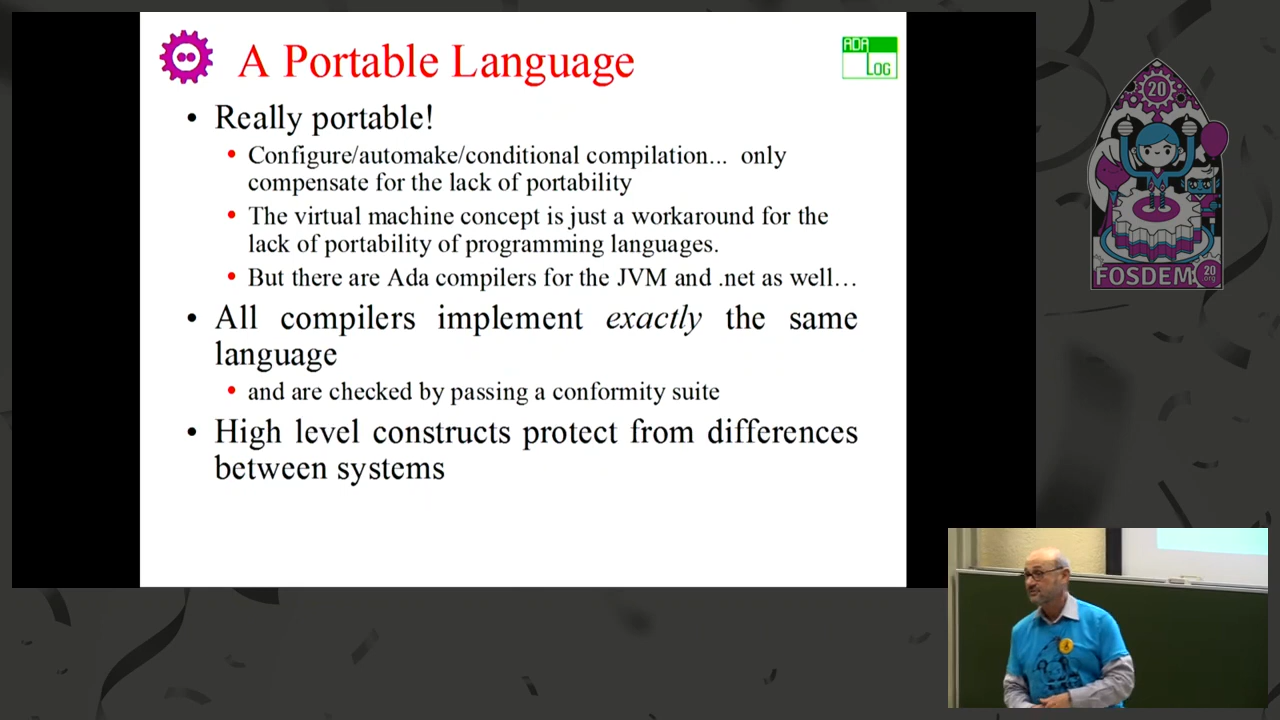 A Portable Language
ADA
LOG
• Really portable!
• Configure/automake/conditional compilation... only
compensate for the lack of portability
• The virtual machine concept is just a workaround for the
lack of portability of programming languages.
• But there are Ada compilers for the JVM and .net as well…
• All compilers implement exactly the same
language
• and are checked by passing a conformity suite
• High level constructs protect from differences
between systems
20
FOSDEM
20
org